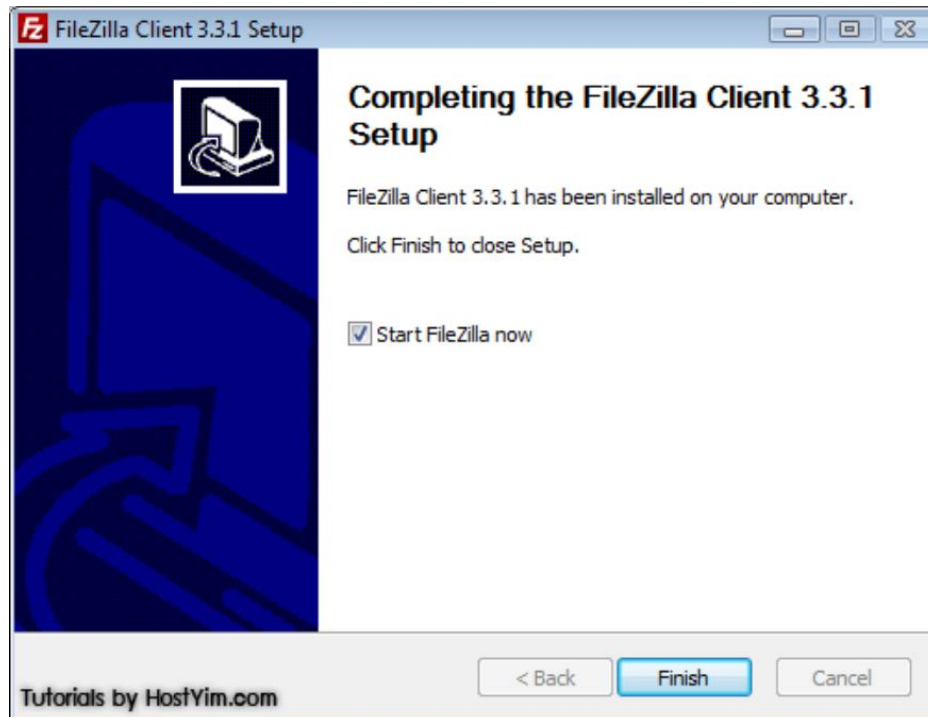 FileZilla Client 3.3.1 Setup
Completing the FileZilla Client 3.3.1
Setup
FileZilla Client 3.3.1 has been installed on your computer.
Click Finish to close Setup.
Start FileZilla now
< Back
Finish
Cancel
Tutorials by HostYim.com